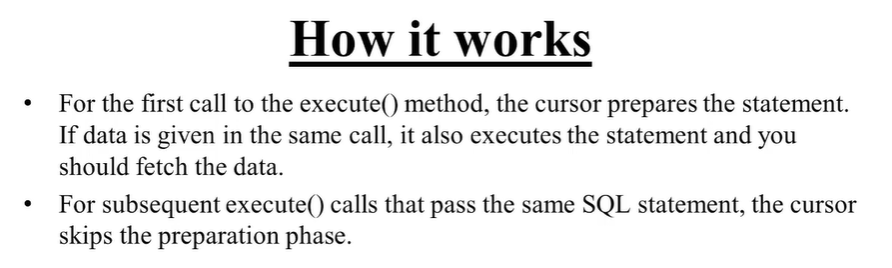 How it works
• For the first call to the execute() method, the cursor prepares the statement.
If data is given in the same call, it also executes the statement and you
should fetch the data.
• For subsequent execute() calls that pass the same SQL statement, the cursor
skips the preparation phase.